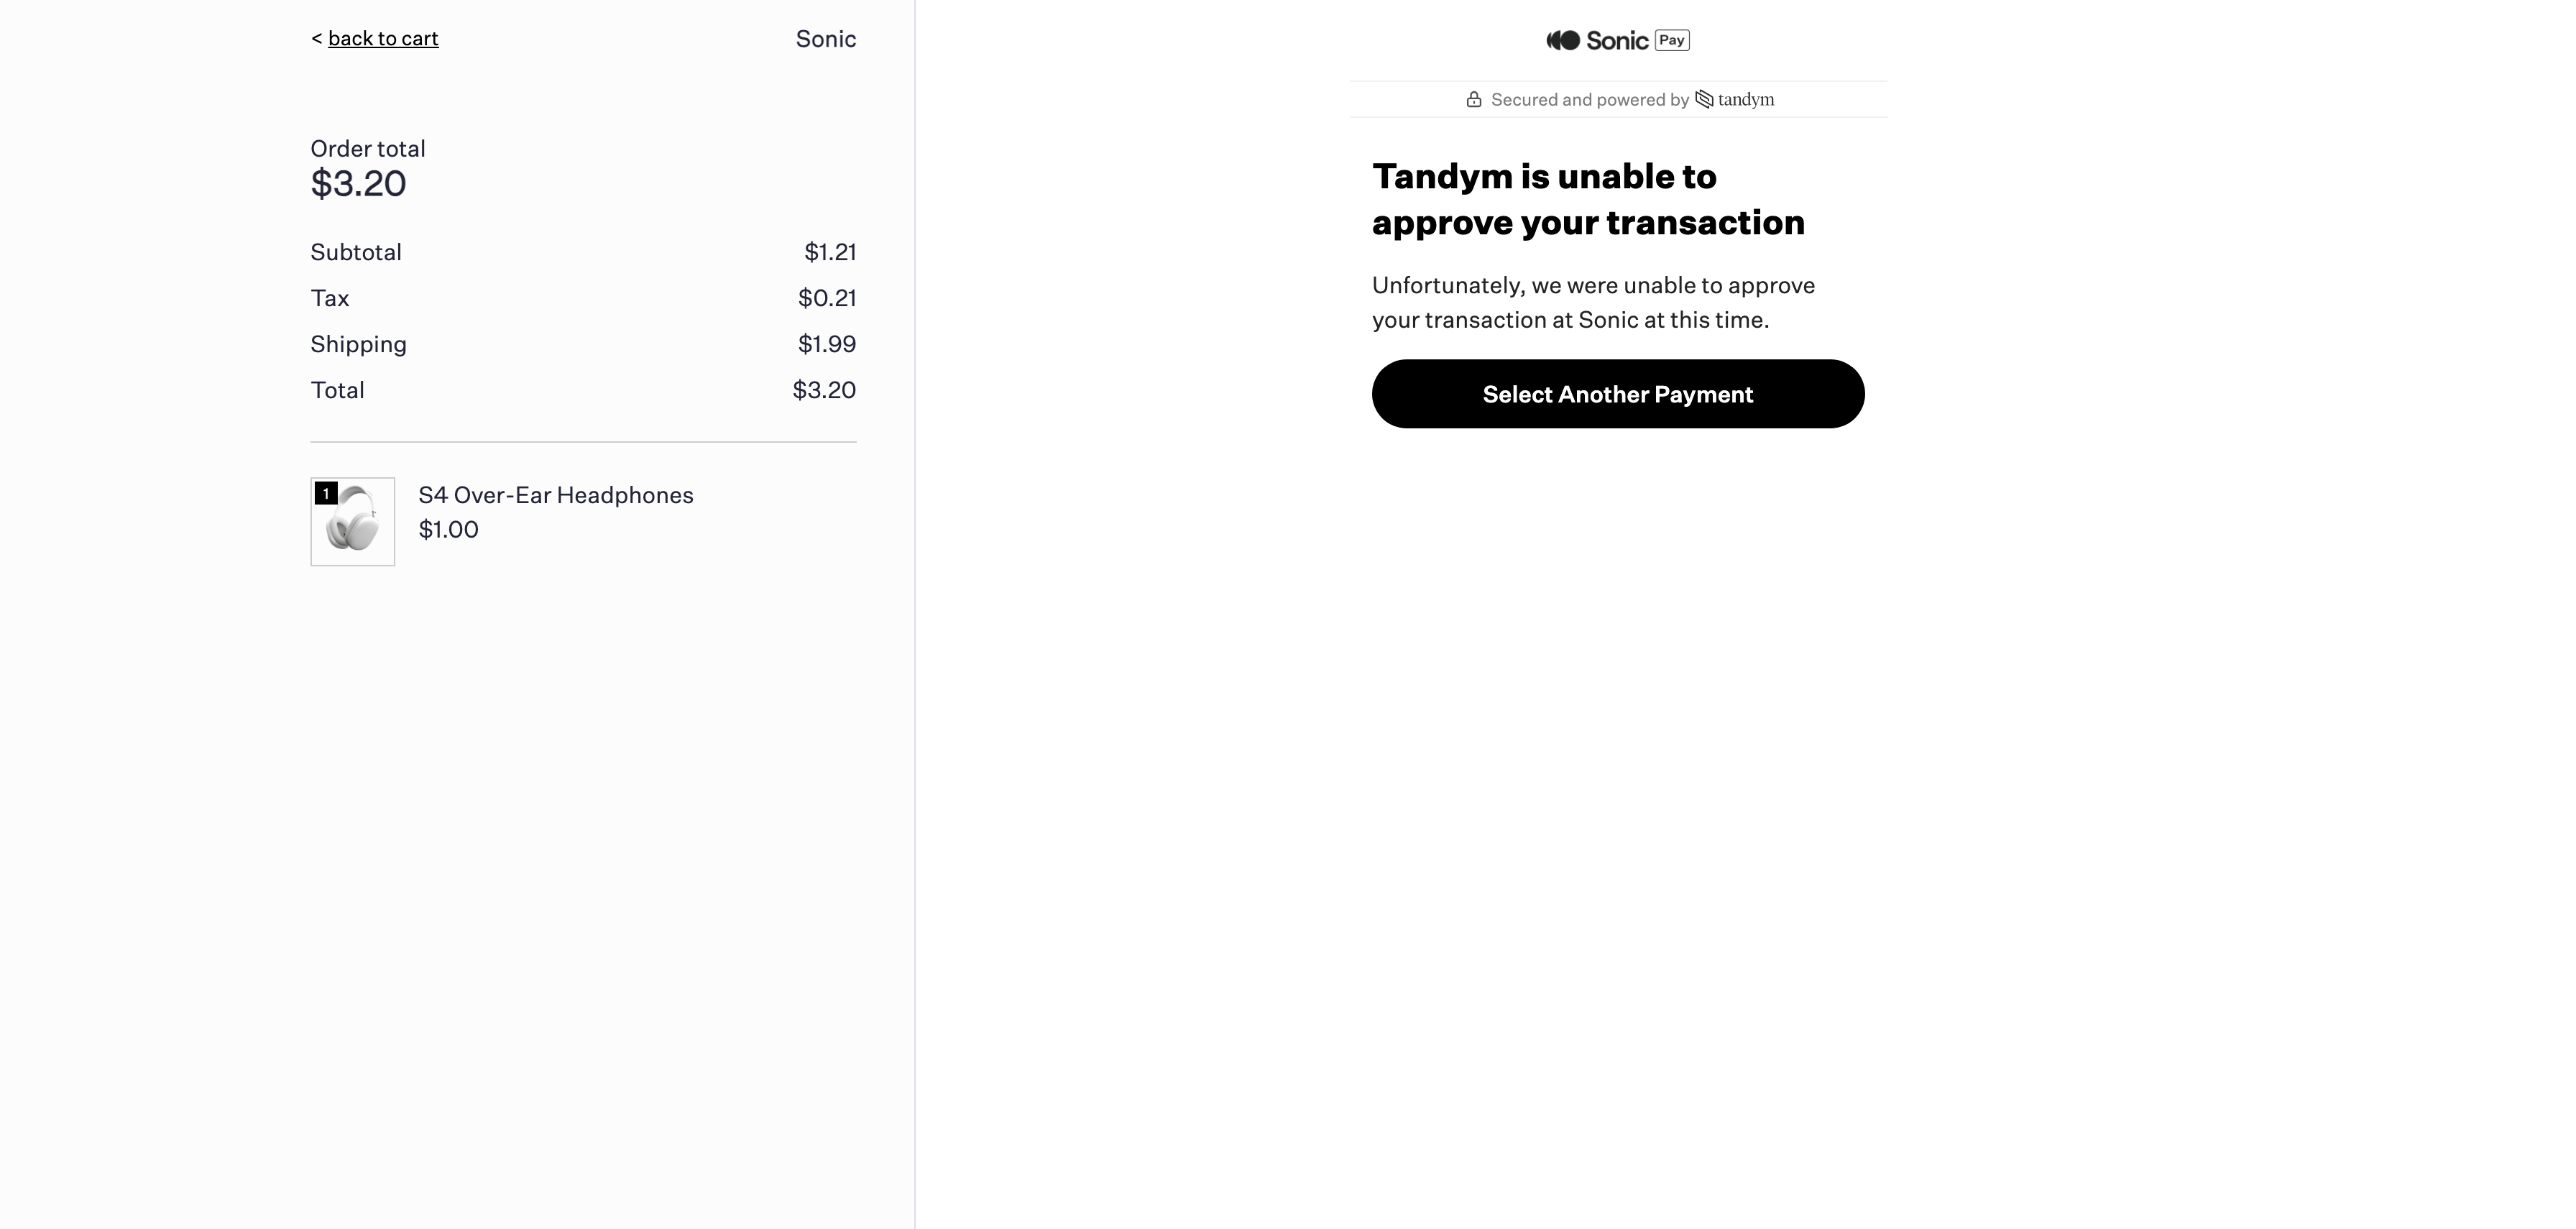 < back to cart
Sonic
Order total
$3.20
Subtotal $1.21
Tax $0.21
Shipping $1.99
Total $3.20
1
S4 Over-Ear Headphones
$1.00
Sonic Pay
Secured and powered by tandym
Tandym is unable to
approve your transaction
Unfortunately, we were unable to approve
your transaction at Sonic at this time.
Select Another Payment